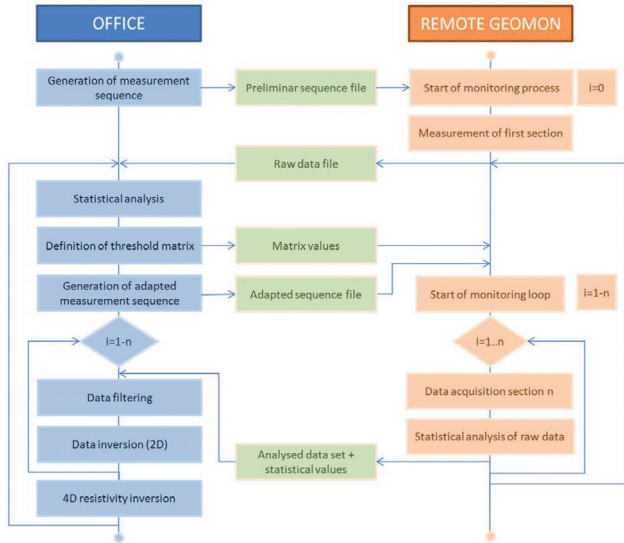 OFFICE
REMOTE GEOMON
Generation of measurement
sequence
Preliminar sequence file
Start of monitoring process
i=0
Measurement of first section
Raw data file
Statistical analysis
Definition of threshold matrix
Matrix values
Generation of adapted
measurement sequence
Adapted sequence file
Start of monitoring loop
i=1-n
i=1-n
i=1..n
Data filtering
Data acquisition section n
Data inversion (2D)
Statistical analysis of raw data
Analysed data set +
statistical values
4D resistivity inversion